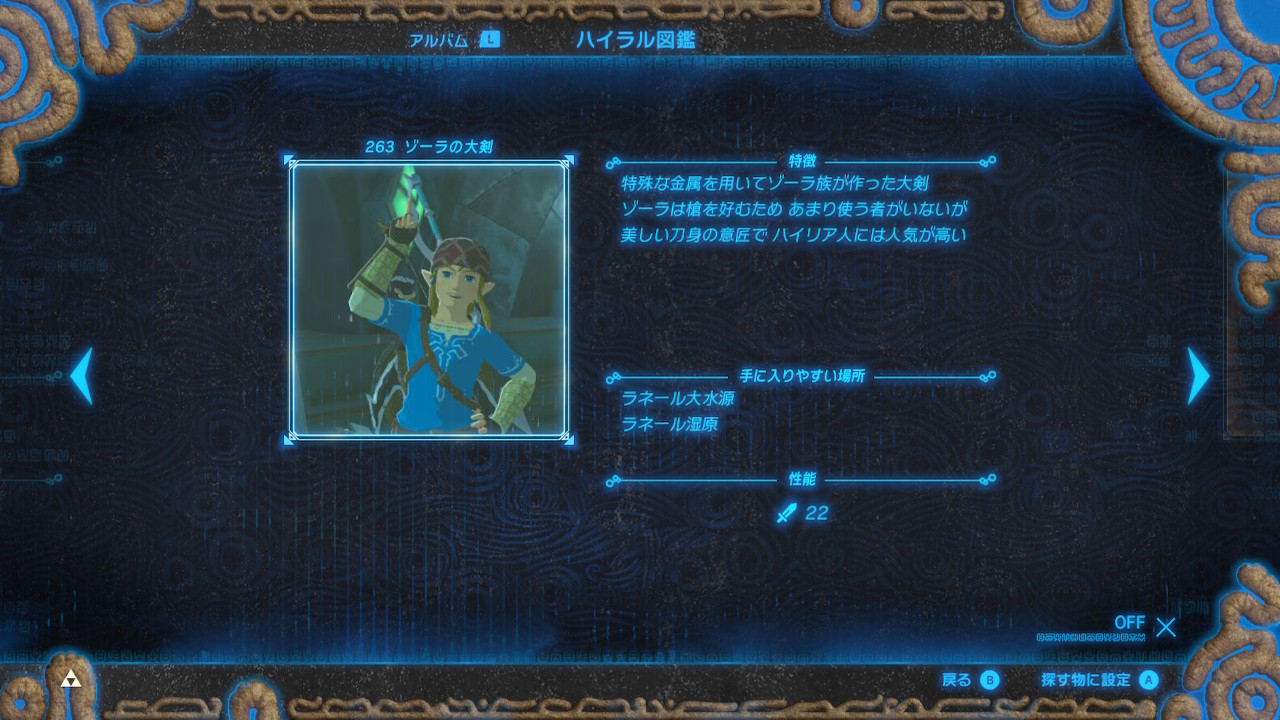 アルバム L
ハイラル図鑑
263 ゾーラの大剣
特徴
特殊な金属を用いてゾーラ族が作った大剣
ゾーラは槍を好むため あまり使う者がいないが
美しい刀身の意匠で ハイリア人には人気が高い
手に入りやすい場所
ラネール大水源
ラネール湿原
性能
22
OFF
戻る B
探す物に設定 A